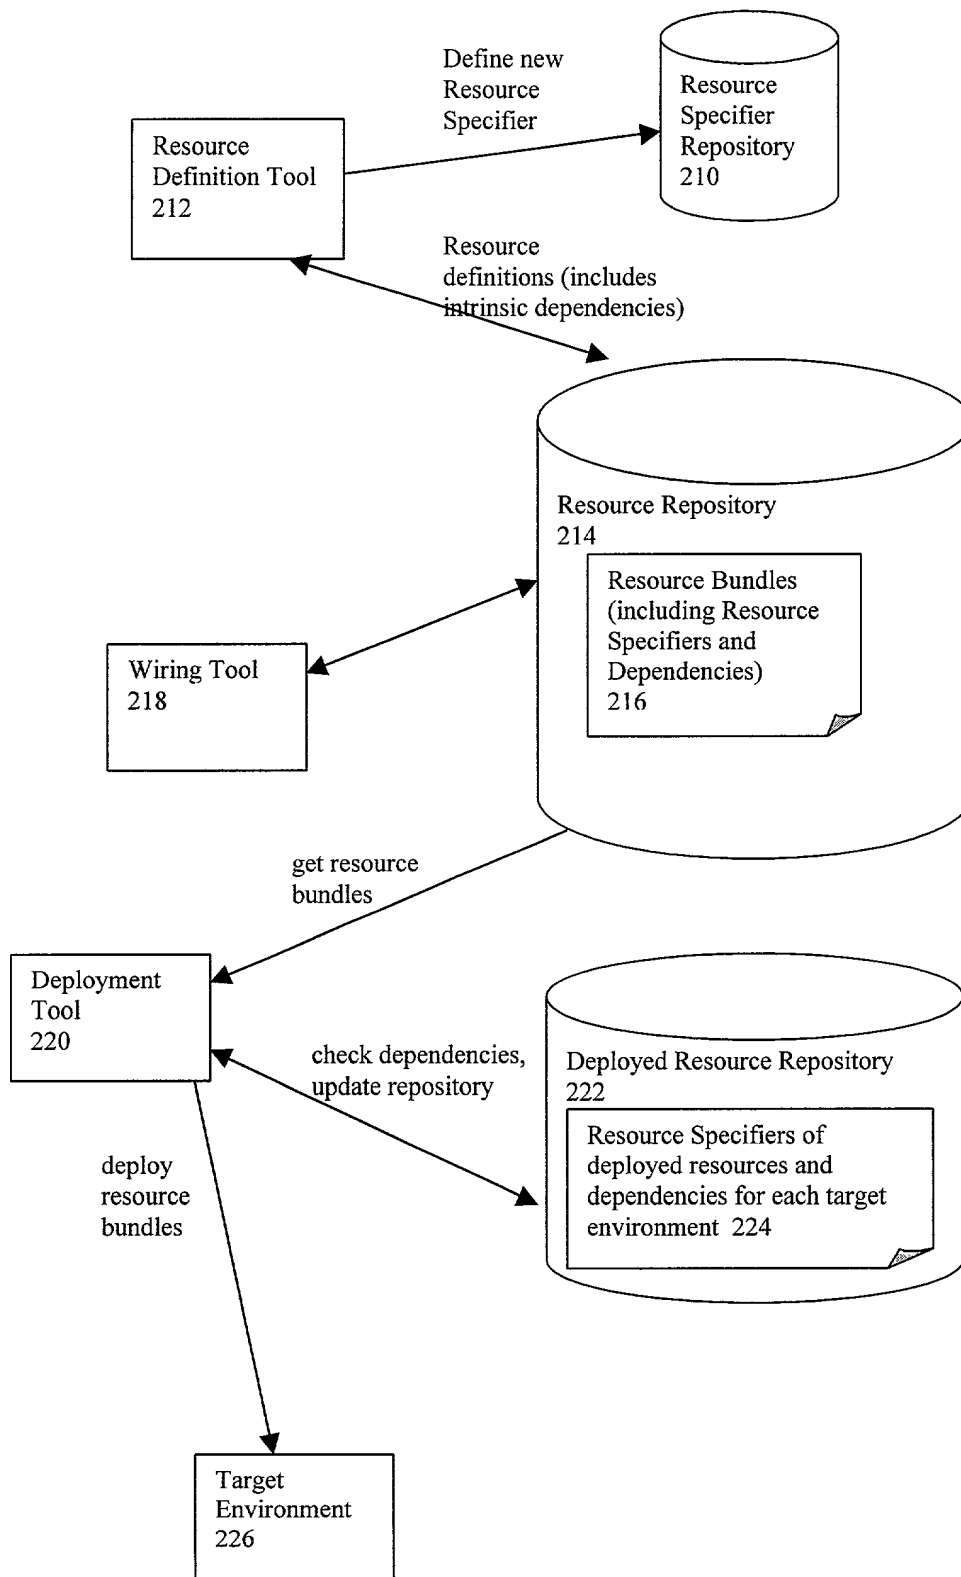 Define new
Resource
Specifier
Resource
Specifier
Repository
210
Resource
Definition Tool
212
Resource
definitions (includes
intrinsic dependencies)
Resource Repository
214
Resource Bundles
(including Resource
Specifiers and
Dependencies)
216
Wiring Tool
218
get resource
bundles
Deployment
Tool
220
check dependencies,
update repository
Deployed Resource Repository
222
Resource Specifiers of
deployed resources and
dependencies for each target
environment 224
deploy
resource
bundles
Target
Environment
226